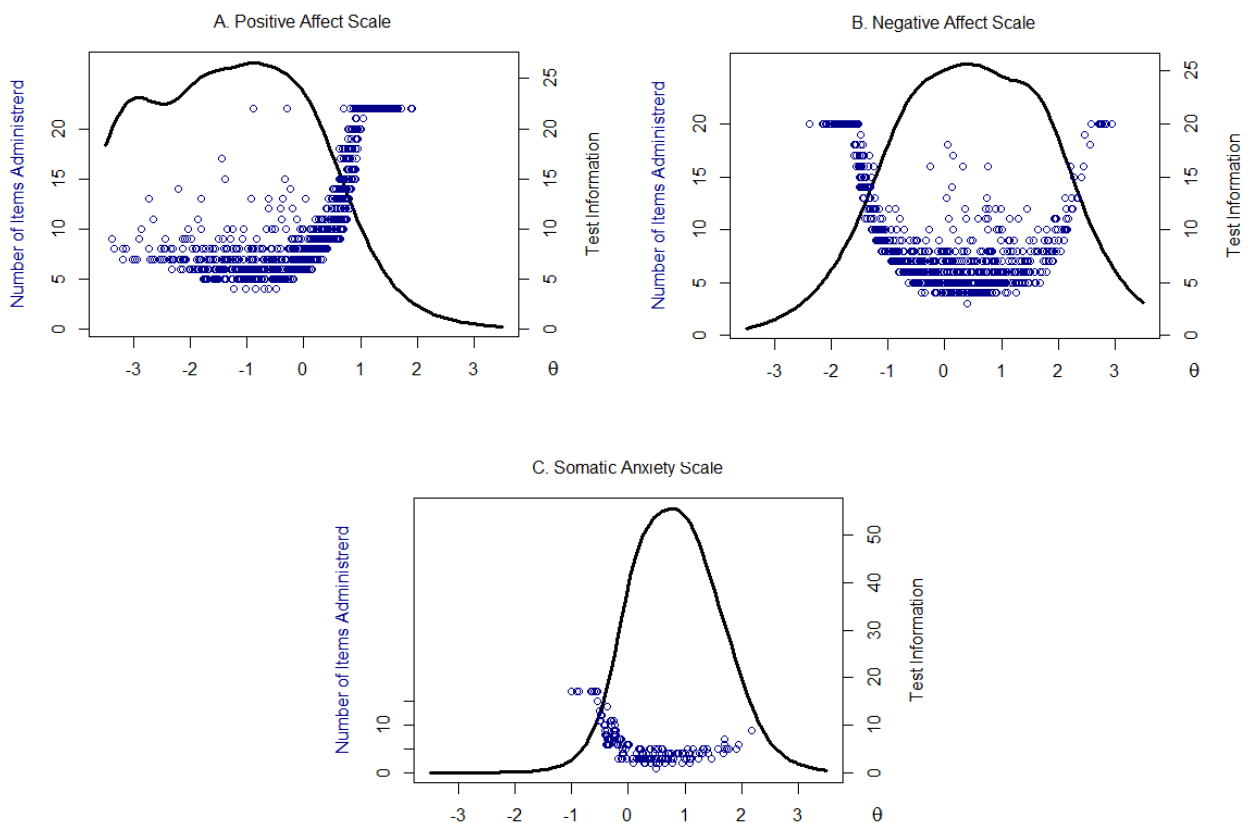 A. Positive Affect Scale
Number of Items Administrerd
20
15
10
5
0
25
20
15
10
5
0
Test Information
-3 -2 -1 0 1 2 3 θ
B. Negative Affect Scale
Number of Items Administrerd
20
15
10
5
0
25
20
15
10
5
0
Test Information
-3 -2 -1 0 1 2 3 θ
C. Somatic Anxiety Scale
Number of Items Administrerd
10
0
50
40
30
20
10
0
Test Information
-3 -2 -1 0 1 2 3 θ